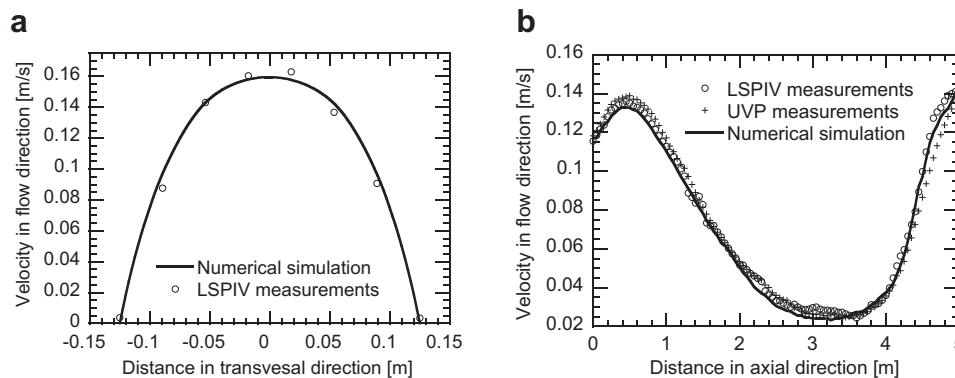 a
Velocity in flow direction [m/s]
0.16
0.14
0.12
0.1
0.08
0.06
0.04
0.02
0
Numerical simulation
LSPIV measurements
-0.15 -0.1 -0.05 0 0.05 0.1 0.15
Distance in transvesal direction [m]
b
Velocity in flow direction [m/s]
0.16
0.14
0.12
0.1
0.08
0.06
0.04
0.02
LSPIV measurements
UVP measurements
Numerical simulation
0 1 2 3 4 5
Distance in axial direction [m]